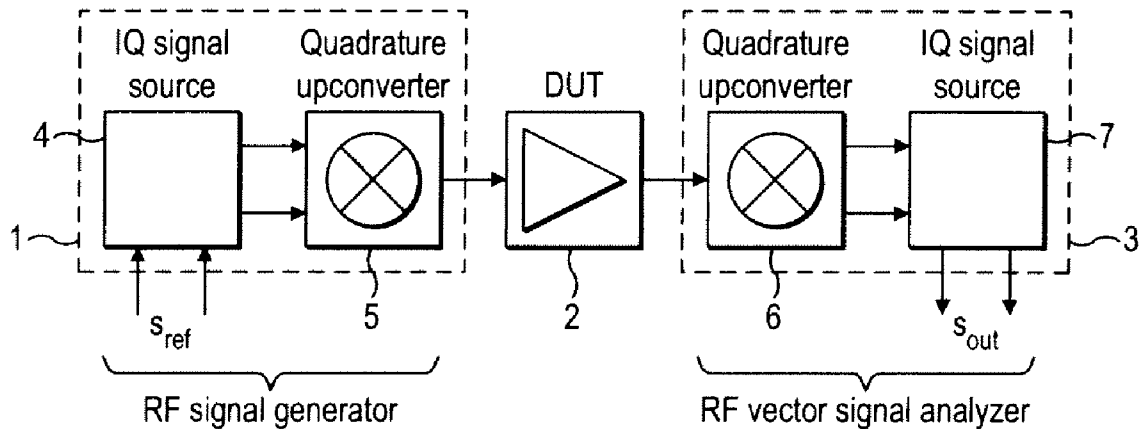 IQ signal
source
Quadrature
upconverter
DUT
Quadrature
upconverter
IQ signal
source
4
7
1
3
5
2
6
s_ref
s_out
RF signal generator
RF vector signal analyzer